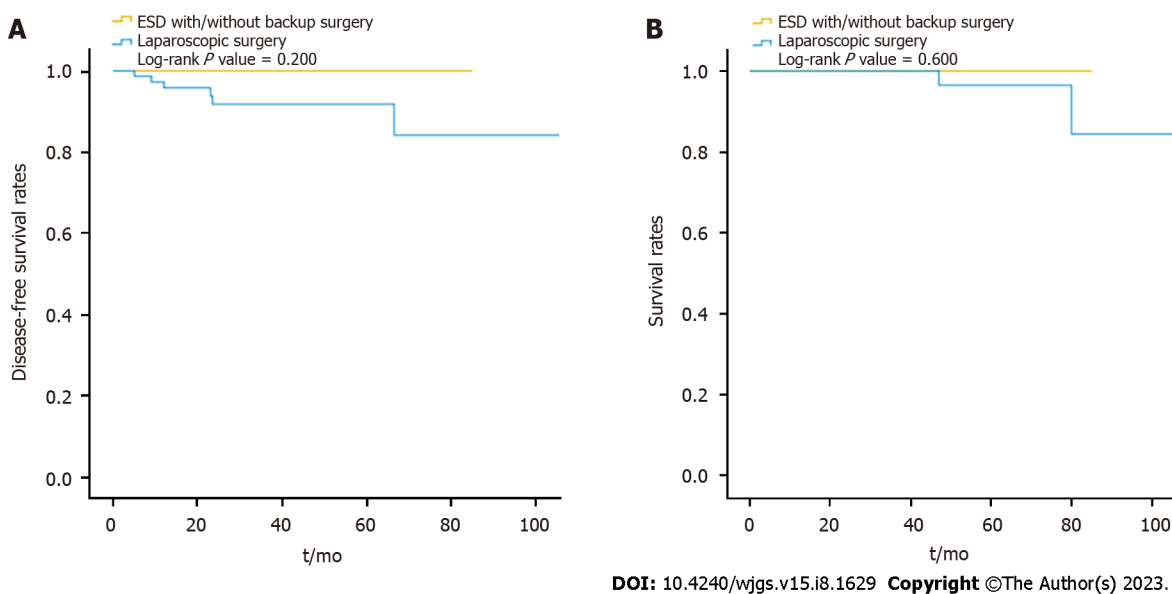 A
ESD with/without backup surgery
Laparoscopic surgery
Log-rank P value = 0.200
1.0
0.8
0.6
0.4
0.2
0.0
Disease-free survival rates
0 20 40 60 80 100
t/mo
B
ESD with/without backup surgery
Laparoscopic surgery
Log-rank P value = 0.600
1.0
0.8
0.6
0.4
0.2
0.0
Survival rates
0 20 40 60 80 100
t/mo
DOI: 10.4240/wjgs.v15.i8.1629 Copyright ©The Author(s) 2023.